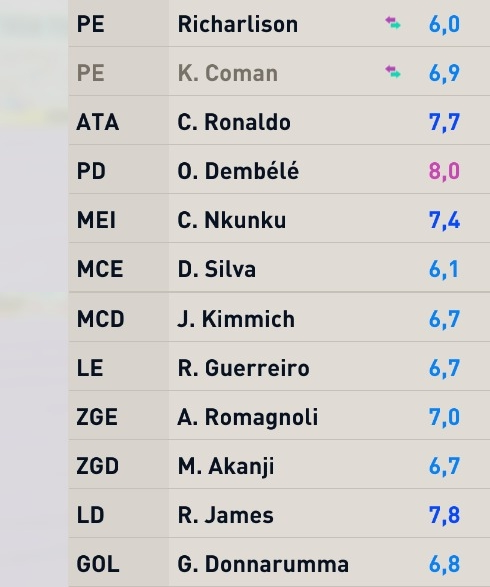 PE Richarlison 6,0
PE K. Coman 6,9
ATA C. Ronaldo 7,7
PD O. Dembélé 8,0
MEI C. Nkunku 7,4
MCE D. Silva 6,1
MCD J. Kimmich 6,7
LE R. Guerreiro 6,7
ZGE A. Romagnoli 7,0
ZGD M. Akanji 6,7
LD R. James 7,8
GOL G. Donnarumma 6,8